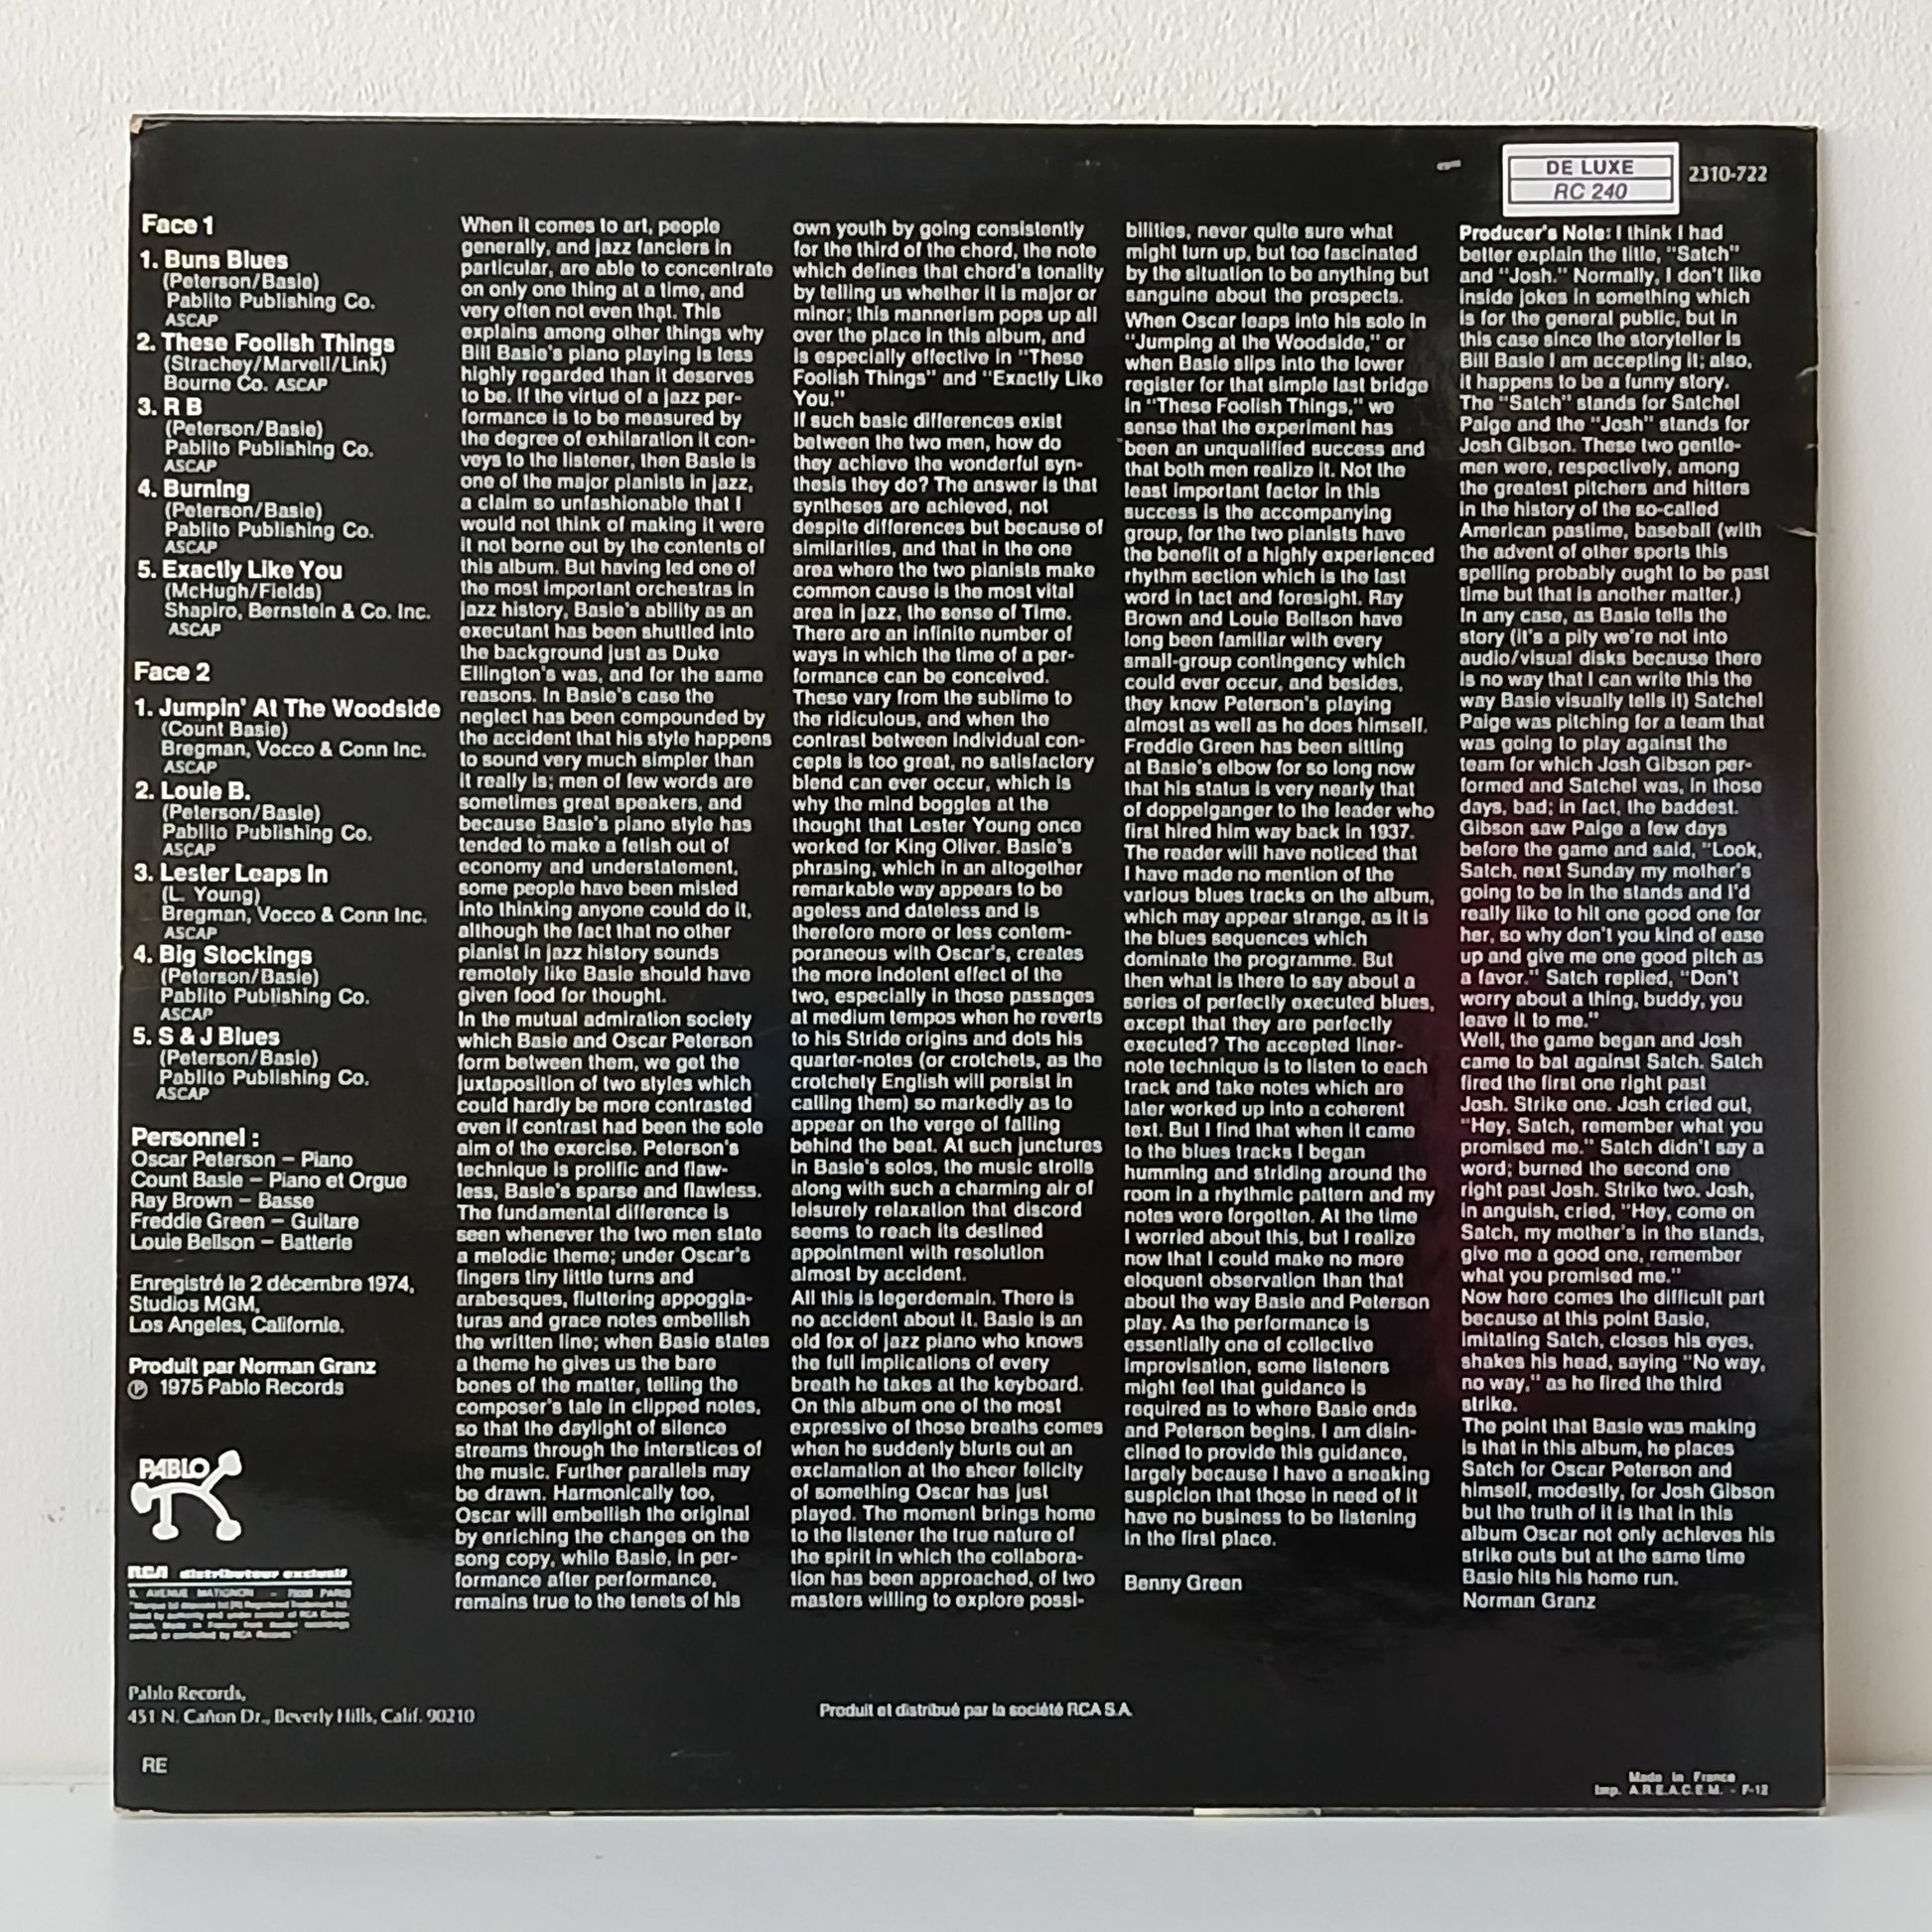 DE LUXE
RC 240
2310-722
Face 1
1. Buns Blues
(Peterson/Basie)
Pablito Publishing Co.
ASCAP
2. These Foolish Things
(Strachey/Marvell/Link)
Bourne Co. ASCAP
3. R B
(Peterson/Basie)
Pablito Publishing Co.
ASCAP
4. Burning
(Peterson/Basie)
Pablito Publishing Co.
ASCAP
5. Exactly Like You
(McHugh/Fields)
Shapiro, Bernstein & Co. Inc.
ASCAP
Face 2
1. Jumpin' At The Woodside
(Count Basie)
Bregman, Vocco & Conn Inc.
ASCAP
2. Louie B.
(Peterson/Basie)
Pablito Publishing Co.
ASCAP
3. Lester Leaps In
(L. Young)
Bregman, Vocco & Conn Inc.
ASCAP
4. Big Stockings
(Peterson/Basie)
Pablito Publishing Co.
ASCAP
5. S & J Blues
(Peterson/Basie)
Pablito Publishing Co.
ASCAP
Personnel :
Oscar Peterson – Piano
Count Basie – Piano et Orgue
Ray Brown – Basse
Freddie Green – Guitare
Louie Bellson – Batterie
Enregistré le 2 décembre 1974,
Studios MGM,
Los Angeles, Californie.
Produit par Norman Granz
℗ 1975 Pablo Records
PABLO
RCA distributeur exclusif
9, AVENUE MATIGNON – 75008 PARIS
Pablo Records,
451 N. Cañon Dr., Beverly Hills, Calif. 90210
RE
When it comes to art, people
generally, and jazz fanciers in
particular, are able to concentrate
on only one thing at a time, and
very often not even that. This
explains among other things why
Bill Basie's piano playing is less
highly regarded than it deserves
to be. If the virtue of a jazz per-
formance is to be measured by
the degree of exhilaration it con-
veys to the listener, then Basie is
one of the major pianists in jazz,
a claim so unfashionable that I
would not think of making it were
it not borne out by the contents of
this album. But having led one of
the most important orchestras in
jazz history, Basie's ability as an
executant has been shuttled into
the background just as Duke
Ellington's was, and for the same
reasons. In Basie's case the
neglect has been compounded by
the accident that his style happens
to sound very much simpler than
it really is; men of few words are
sometimes great speakers, and
because Basie's piano style has
tended to make a fetish out of
economy and understatement,
some people have been misled
into thinking anyone could do it,
although the fact that no other
pianist in jazz history sounds
remotely like Basie should have
given food for thought.
In the mutual admiration society
which Basie and Oscar Peterson
form between them, we get the
juxtaposition of two styles which
could hardly be more contrasted
even if contrast had been the sole
aim of the exercise. Peterson's
technique is prolific and flaw-
less, Basie's sparse and flawless.
The fundamental difference is
seen whenever the two men state
a melodic theme; under Oscar's
fingers tiny little turns and
arabesques, fluttering appoggia-
turas and grace notes embellish
the written line; when Basie states
a theme he gives us the bare
bones of the matter, telling the
composer's tale in clipped notes,
so that the daylight of silence
streams through the interstices of
the music. Further parallels may
be drawn. Harmonically too,
Oscar will embellish the original
by enriching the changes on the
song copy, while Basie, in per-
formance after performance,
remains true to the tenets of his
own youth by going consistently
for the third of the chord, the note
which defines that chord's tonality
by telling us whether it is major or
minor; this mannerism pops up all
over the place in this album, and
is especially effective in "These
Foolish Things" and "Exactly Like
You."
If such basic differences exist
between the two men, how do
they achieve the wonderful syn-
thesis they do? The answer is that
syntheses are achieved, not
despite differences but because of
similarities, and that in the one
area where the two pianists make
common cause is the most vital
area in jazz, the sense of Time.
There are an infinite number of
ways in which the time of a per-
formance can be conceived.
These vary from the sublime to
the ridiculous, and when the
contrast between individual con-
cepts is too great, no satisfactory
blend can ever occur, which is
why the mind boggles at the
thought that Lester Young once
worked for King Oliver. Basie's
phrasing, which in an altogether
remarkable way appears to be
ageless and dateless and is
therefore more or less contem-
poraneous with Oscar's, creates
the more indolent effect of the
two, especially in those passages
at medium tempos when he reverts
to his Stride origins and dots his
quarter-notes (or crotchets, as the
crotchety English will persist in
calling them) so markedly as to
appear on the verge of falling
behind the beat. At such junctures
in Basie's solos, the music strolls
along with such a charming air of
leisurely relaxation that discord
seems to reach its destined
appointment with resolution
almost by accident.
All this is legerdemain. There is
no accident about it. Basie is an
old fox of jazz piano who knows
the full implications of every
breath he takes at the keyboard.
On this album one of the most
expressive of those breaths comes
when he suddenly blurts out an
exclamation at the sheer felicity
of something Oscar has just
played. The moment brings home
to the listener the true nature of
the spirit in which the collabora-
tion has been approached, of two
masters willing to explore possi-
bilities, never quite sure what
might turn up, but too fascinated
by the situation to be anything but
sanguine about the prospects.
When Oscar leaps into his solo in
"Jumping at the Woodside," or
when Basie slips into the lower
register for that simple last bridge
in "These Foolish Things," we
sense that the experiment has
been an unqualified success and
that both men realize it. Not the
least important factor in this
success is the accompanying
group, for the two pianists have
the benefit of a highly experienced
rhythm section which is the last
word in tact and foresight. Ray
Brown and Louie Bellson have
long been familiar with every
small-group contingency which
could ever occur, and besides,
they know Peterson's playing
almost as well as he does himself.
Freddie Green has been sitting
at Basie's elbow for so long now
that his status is very nearly that
of doppelganger to the leader who
first hired him way back in 1937.
The reader will have noticed that
I have made no mention of the
various blues tracks on the album,
which may appear strange, as it is
the blues sequences which
dominate the programme. But
then what is there to say about a
series of perfectly executed blues,
except that they are perfectly
executed? The accepted liner-
note technique is to listen to each
track and take notes which are
later worked up into a coherent
text. But I find that when it came
to the blues tracks I began
humming and striding around the
room in a rhythmic pattern and my
notes were forgotten. At the time
I worried about this, but I realize
now that I could make no more
eloquent observation than that
about the way Basie and Peterson
play. As the performance is
essentially one of collective
improvisation, some listeners
might feel that guidance is
required as to where Basie ends
and Peterson begins. I am disin-
clined to provide this guidance,
largely because I have a sneaking
suspicion that those in need of it
have no business to be listening
in the first place.
Benny Green
Producer's Note: I think I had
better explain the title, "Satch"
and "Josh." Normally, I don't like
inside jokes in something which
is for the general public, but in
this case since the storyteller is
Bill Basie I am accepting it; also,
it happens to be a funny story.
The "Satch" stands for Satchel
Paige and the "Josh" stands for
Josh Gibson. These two gentle-
men were, respectively, among
the greatest pitchers and hitters
in the history of the so-called
American pastime, baseball (with
the advent of other sports this
spelling probably ought to be past
time but that is another matter.)
In any case, as Basie tells the
story (it's a pity we're not into
audio/visual disks because there
is no way that I can write this the
way Basie visually tells it) Satchel
Paige was pitching for a team that
was going to play against the
team for which Josh Gibson per-
formed and Satchel was, in those
days, bad; in fact, the baddest.
Gibson saw Paige a few days
before the game and said, "Look,
Satch, next Sunday my mother's
going to be in the stands and I'd
really like to hit one good one for
her, so why don't you kind of ease
up and give me one good pitch as
a favor." Satch replied, "Don't
worry about a thing, buddy, you
leave it to me."
Well, the game began and Josh
came to bat against Satch. Satch
fired the first one right past
Josh. Strike one. Josh cried out,
"Hey, Satch, remember what you
promised me." Satch didn't say a
word; burned the second one
right past Josh. Strike two. Josh,
in anguish, cried, "Hey, come on
Satch, my mother's in the stands,
give me a good one, remember
what you promised me."
Now here comes the difficult part
because at this point Basie,
imitating Satch, closes his eyes,
shakes his head, saying "No way,
no way," as he fired the third
strike.
The point that Basie was making
is that in this album, he places
Satch for Oscar Peterson and
himself, modestly, for Josh Gibson
but the truth of it is that in this
album Oscar not only achieves his
strike outs but at the same time
Basie hits his home run.
Norman Granz
Produit et distribué par la société RCA S.A.
Made in France
Imp. A.R.E.A.C.E.M. - F-12